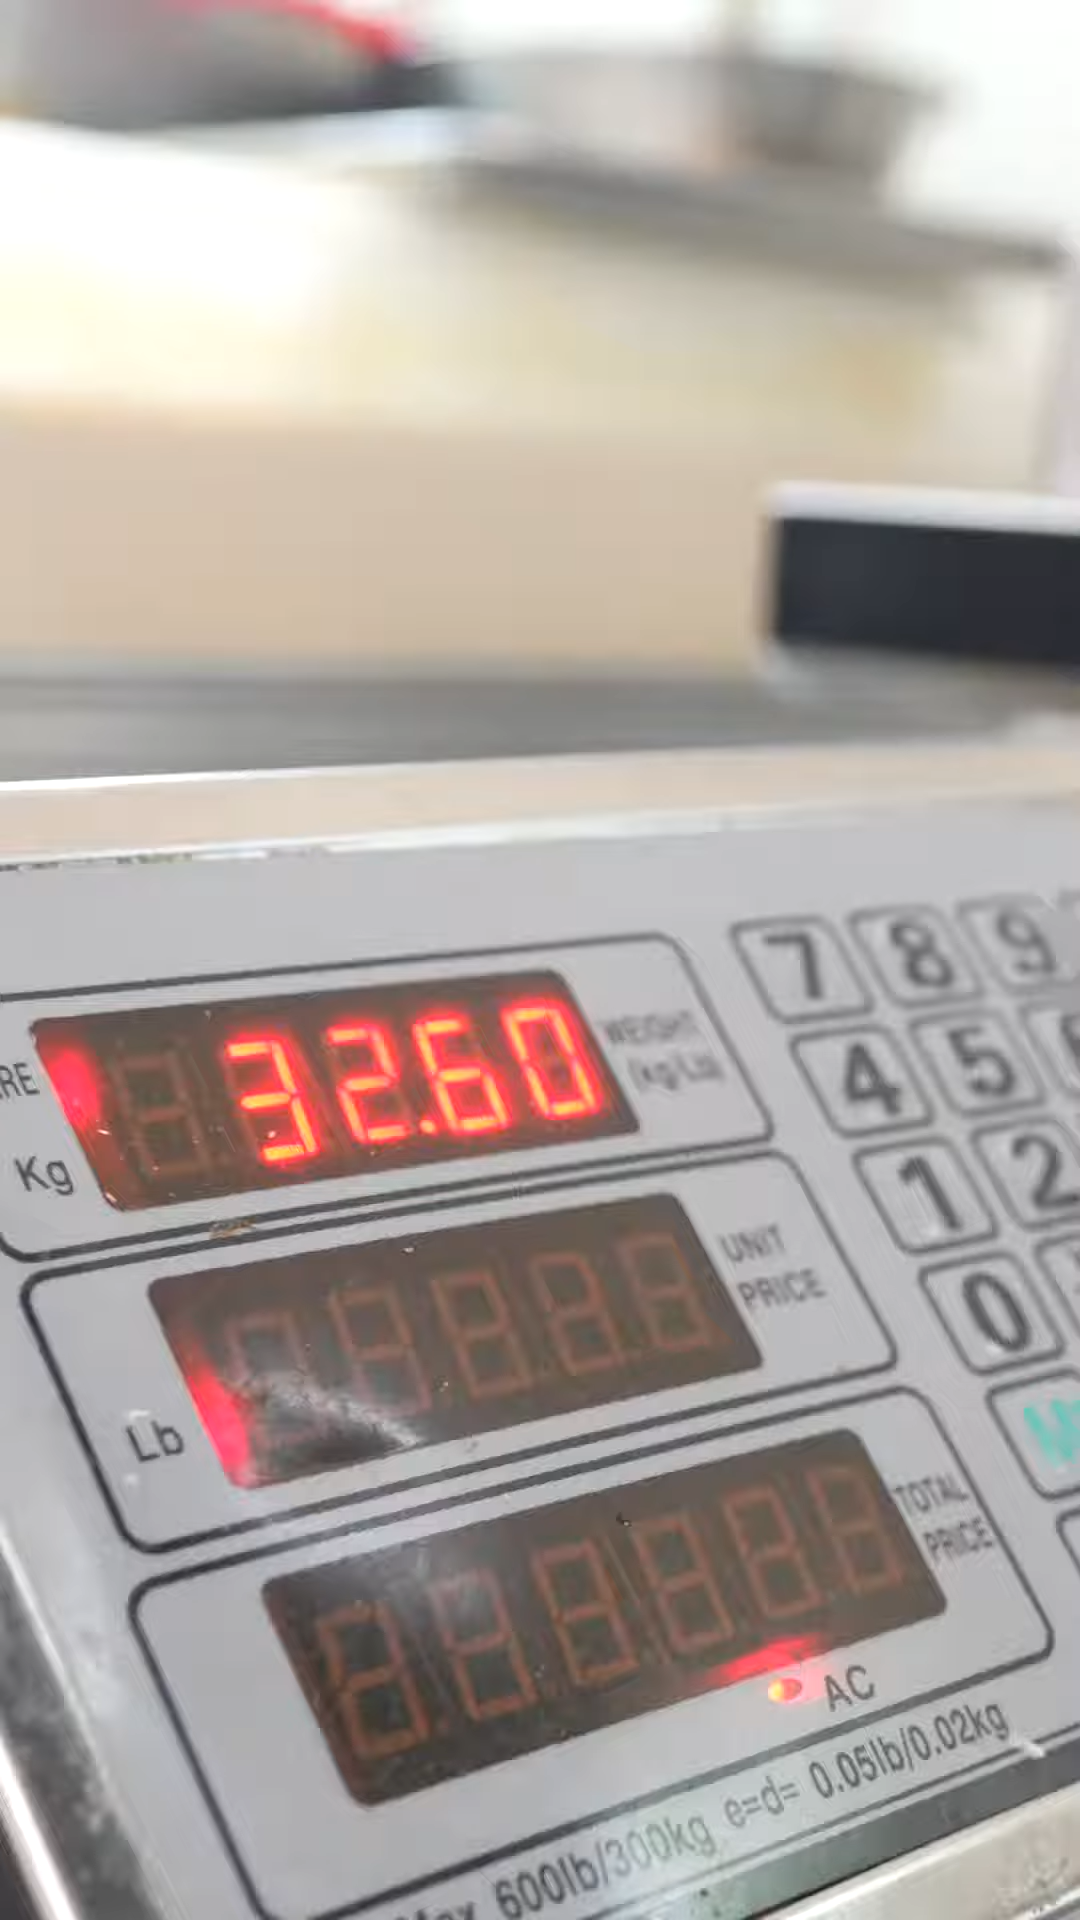 32.60
WEIGHT
(kg/Lb
Kg
UNIT
PRICE
Lb
TOTAL
PRICE
AC
Max 600lb/300kg e=d= 0.05lb/0.02kg
7 8 9
4 5 6
1 2
0